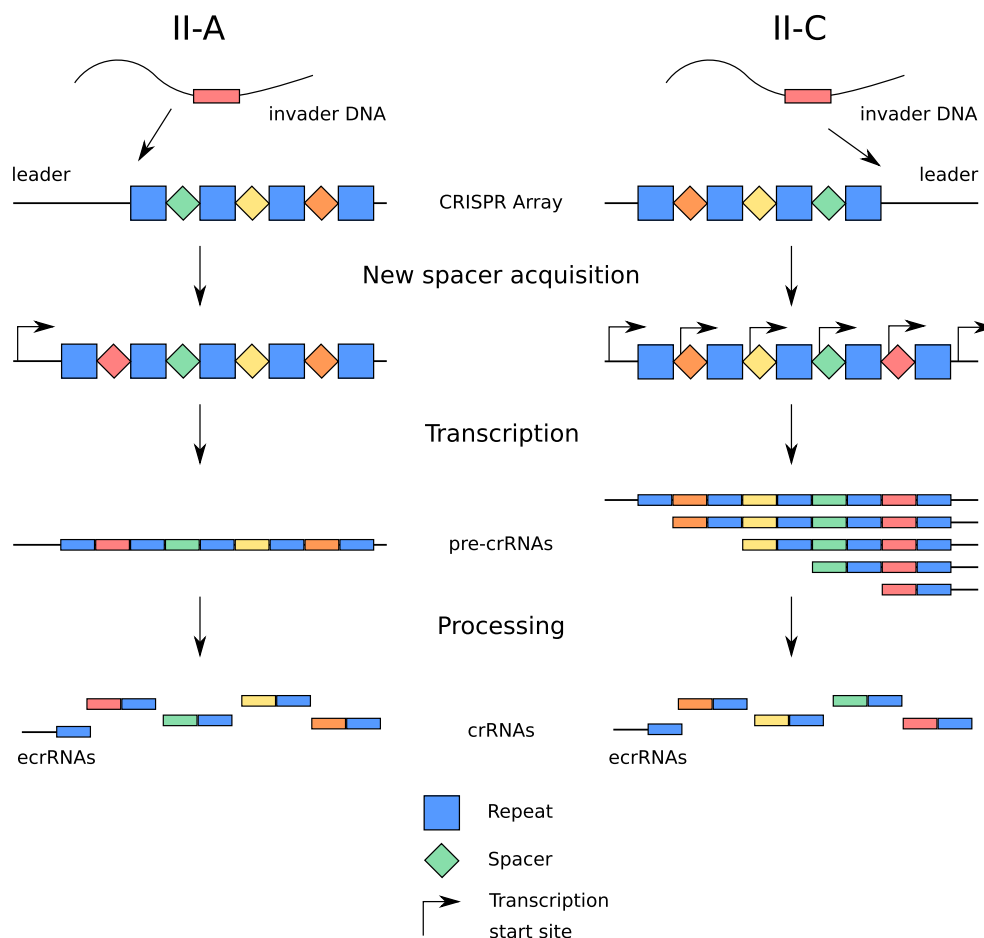 II-A
II-C
invader DNA
invader DNA
leader
leader
CRISPR Array
New spacer acquisition
Transcription
pre-crRNAs
Processing
crRNAs
ecrRNAs
ecrRNAs
Repeat
Spacer
Transcription
start site